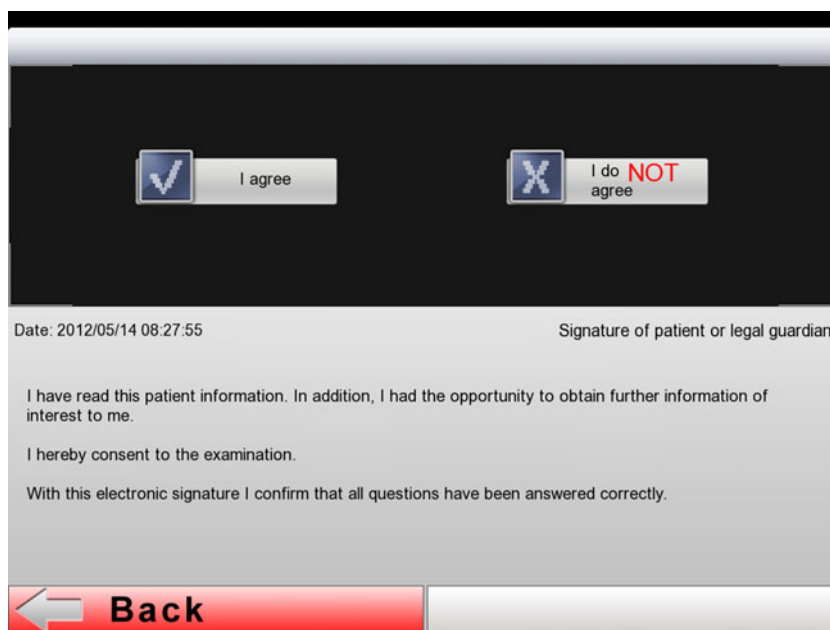 I agree
I do NOT
agree
Date: 2012/05/14 08:27:55
Signature of patient or legal guardian
I have read this patient information. In addition, I had the opportunity to obtain further information of
interest to me.
I hereby consent to the examination.
With this electronic signature I confirm that all questions have been answered correctly.
Back